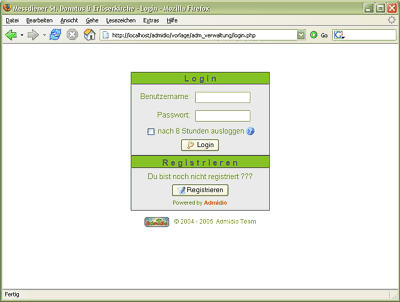 Messdiener St. Donatus & Erlöserkirche - Login - Mozilla Firefox
Datei Bearbeiten Ansicht Gehe Lesezeichen Extras Hilfe
http://localhost/admidio/vorlage/adm_verwaltung/login.php Go
Login
Benutzername:
Passwort:
nach 8 Stunden ausloggen ?
Login
Registrieren
Du bist noch nicht registriert ???
Registrieren
Powered by Admidio
© 2004 - 2005 Admidio Team
Fertig